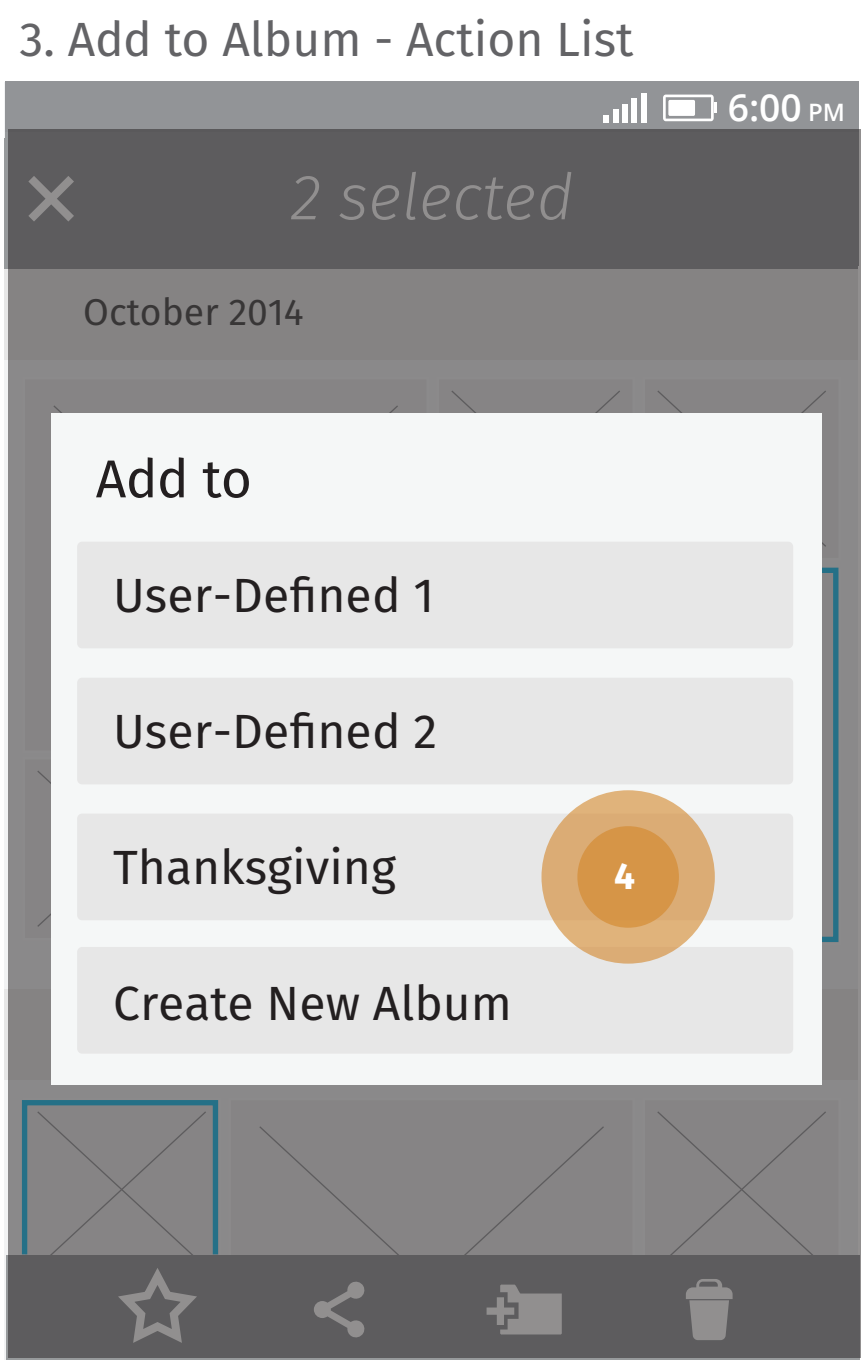 3. Add to Album - Action List
6:00 PM
2 selected
October 2014
Add to
User-Defined 1
User-Defined 2
Thanksgiving
4
Create New Album